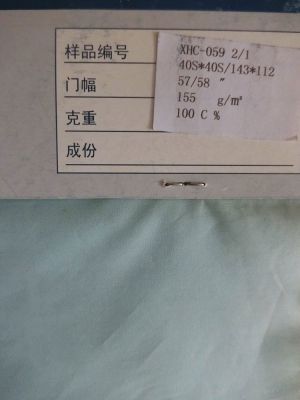 样品编号 XHC-059 2/1
40S*40S/143*112
门幅 57/58 "
克重 155 g/m²
成份 100 C %